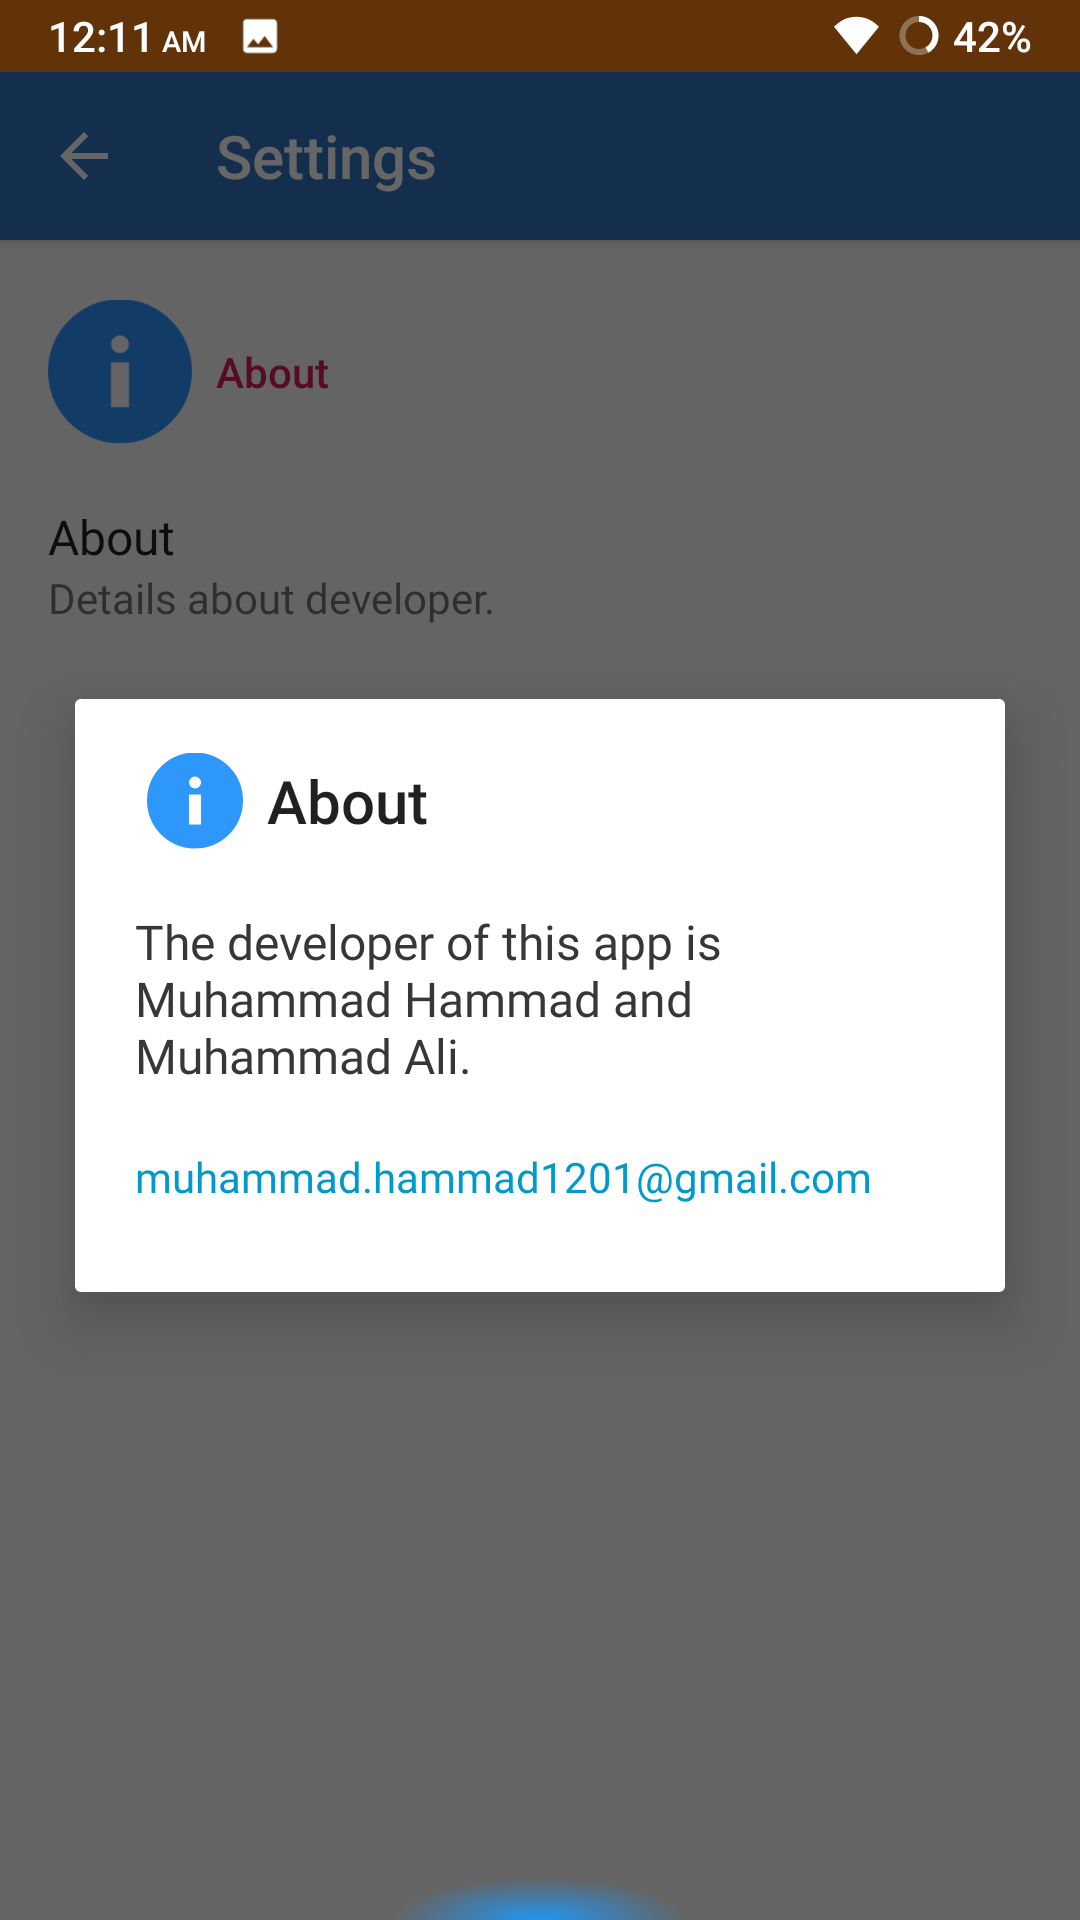 12:11 AM 42%
Settings
About
About
Details about developer.
About
The developer of this app is
Muhammad Hammad and
Muhammad Ali.
muhammad.hammad1201@gmail.com